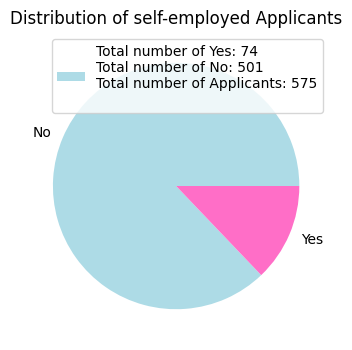 Distribution of self-employed Applicants
Total number of Yes: 74
Total number of No: 501
Total number of Applicants: 575
No
Yes